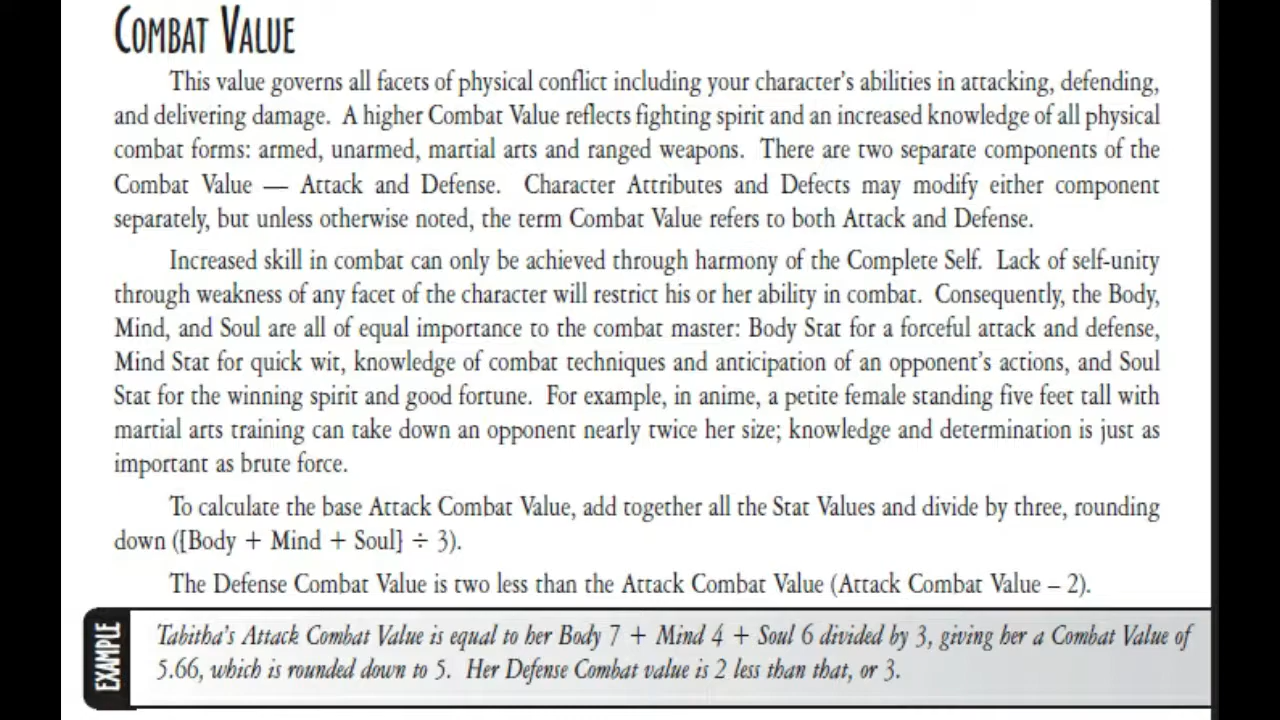 COMBAT VALUE
This value governs all facets of physical conflict including your character's abilities in attacking, defending,
and delivering damage. A higher Combat Value reflects fighting spirit and an increased knowledge of all physical
combat forms: armed, unarmed, martial arts and ranged weapons. There are two separate components of the
Combat Value — Attack and Defense. Character Attributes and Defects may modify either component
separately, but unless otherwise noted, the term Combat Value refers to both Attack and Defense.
Increased skill in combat can only be achieved through harmony of the Complete Self. Lack of self-unity
through weakness of any facet of the character will restrict his or her ability in combat. Consequently, the Body,
Mind, and Soul are all of equal importance to the combat master: Body Stat for a forceful attack and defense,
Mind Stat for quick wit, knowledge of combat techniques and anticipation of an opponent's actions, and Soul
Stat for the winning spirit and good fortune. For example, in anime, a petite female standing five feet tall with
martial arts training can take down an opponent nearly twice her size; knowledge and determination is just as
important as brute force.
To calculate the base Attack Combat Value, add together all the Stat Values and divide by three, rounding
down ([Body + Mind + Soul] ÷ 3).
The Defense Combat Value is two less than the Attack Combat Value (Attack Combat Value – 2).
EXAMPLE
Tabitha's Attack Combat Value is equal to her Body 7 + Mind 4 + Soul 6 divided by 3, giving her a Combat Value of
5.66, which is rounded down to 5. Her Defense Combat value is 2 less than that, or 3.